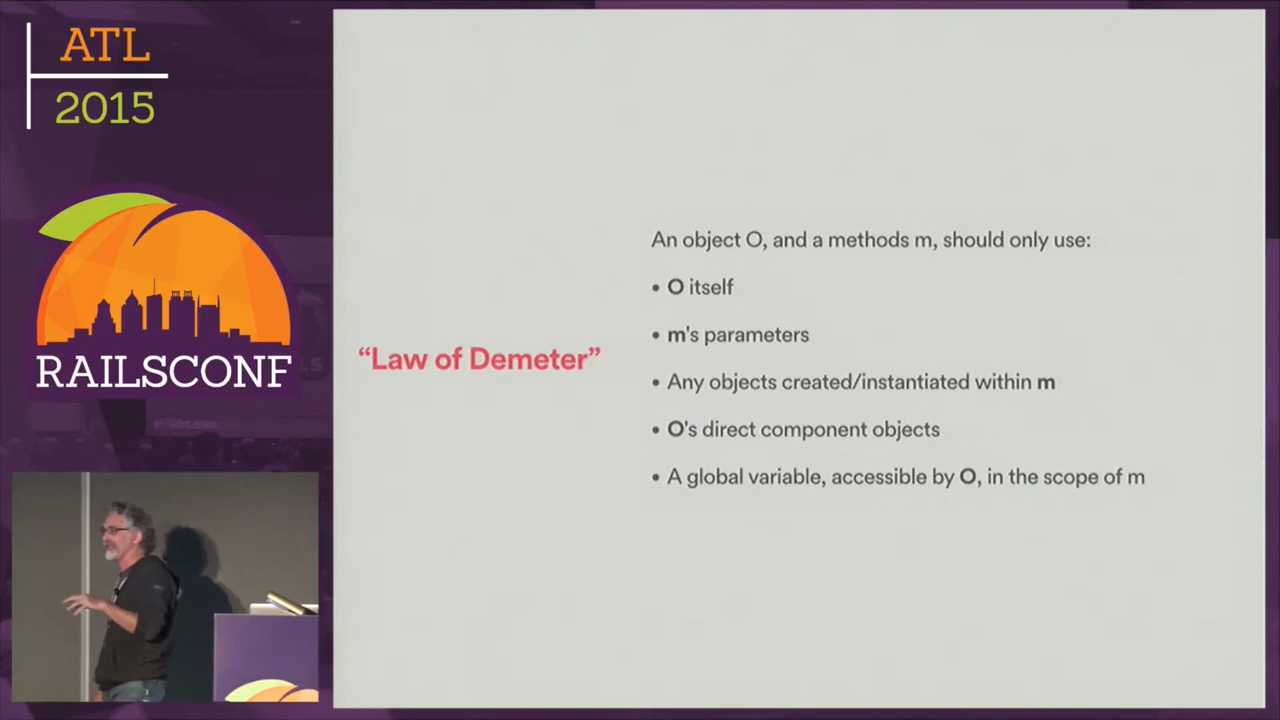 ATL
2015
RAILSCONF
“Law of Demeter”
An object O, and a methods m, should only use:
• O itself
• m's parameters
• Any objects created/instantiated within m
• O's direct component objects
• A global variable, accessible by O, in the scope of m